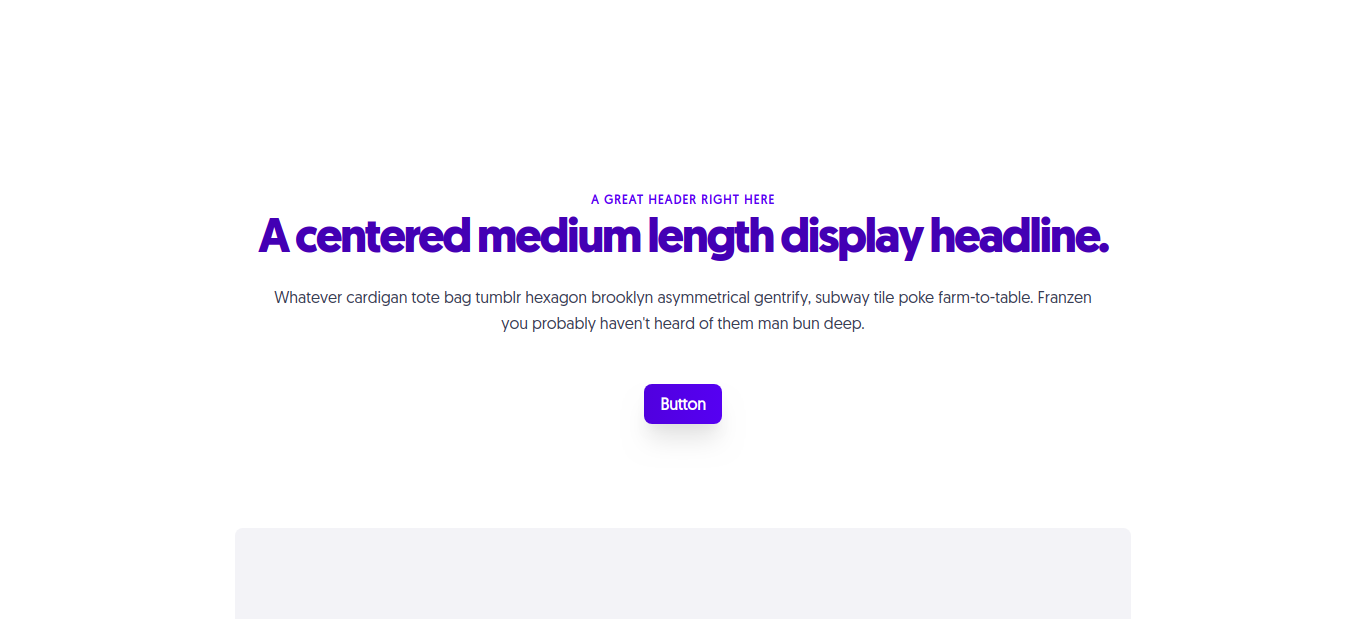 A GREAT HEADER RIGHT HERE
A centered medium length display headline.
Whatever cardigan tote bag tumblr hexagon brooklyn asymmetrical gentrify, subway tile poke farm-to-table. Franzen
you probably haven't heard of them man bun deep.
Button